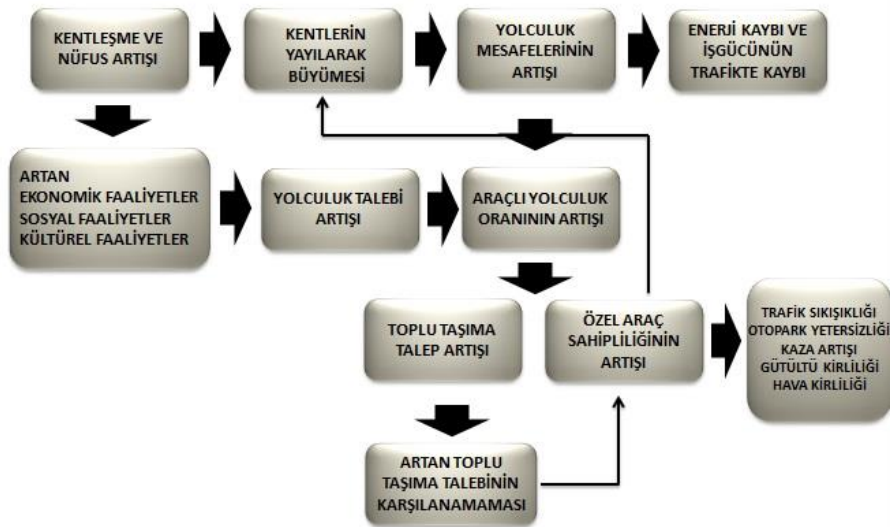 KENTLEŞME VE
NÜFUS ARTIŞI
KENTLERİN
YAYILARAK
BÜYÜMESİ
YOLCULUK
MESAFELERİNİN
ARTIŞI
ENERJİ KAYBI VE
İŞGÜCÜNÜN
TRAFİKTE KAYBI
ARTAN
EKONOMİK FAALİYETLER
SOSYAL FAALİYETLER
KÜLTÜREL FAALİYETLER
YOLCULUK TALEBİ
ARTIŞI
ARAÇLI YOLCULUK
ORANININ ARTIŞI
TOPLU TAŞIMA
TALEP ARTIŞI
ÖZEL ARAÇ
SAHİPLİLİĞİNİN
ARTIŞI
TRAFİK SIKIŞIKLIĞI
OTOPARK YETERSİZLİĞİ
KAZA ARTIŞI
GÜTÜLTÜ KİRLİLİĞİ
HAVA KİRLİLİĞİ
ARTAN TOPLU
TAŞIMA TALEBİNİN
KARŞILANAMAMASI